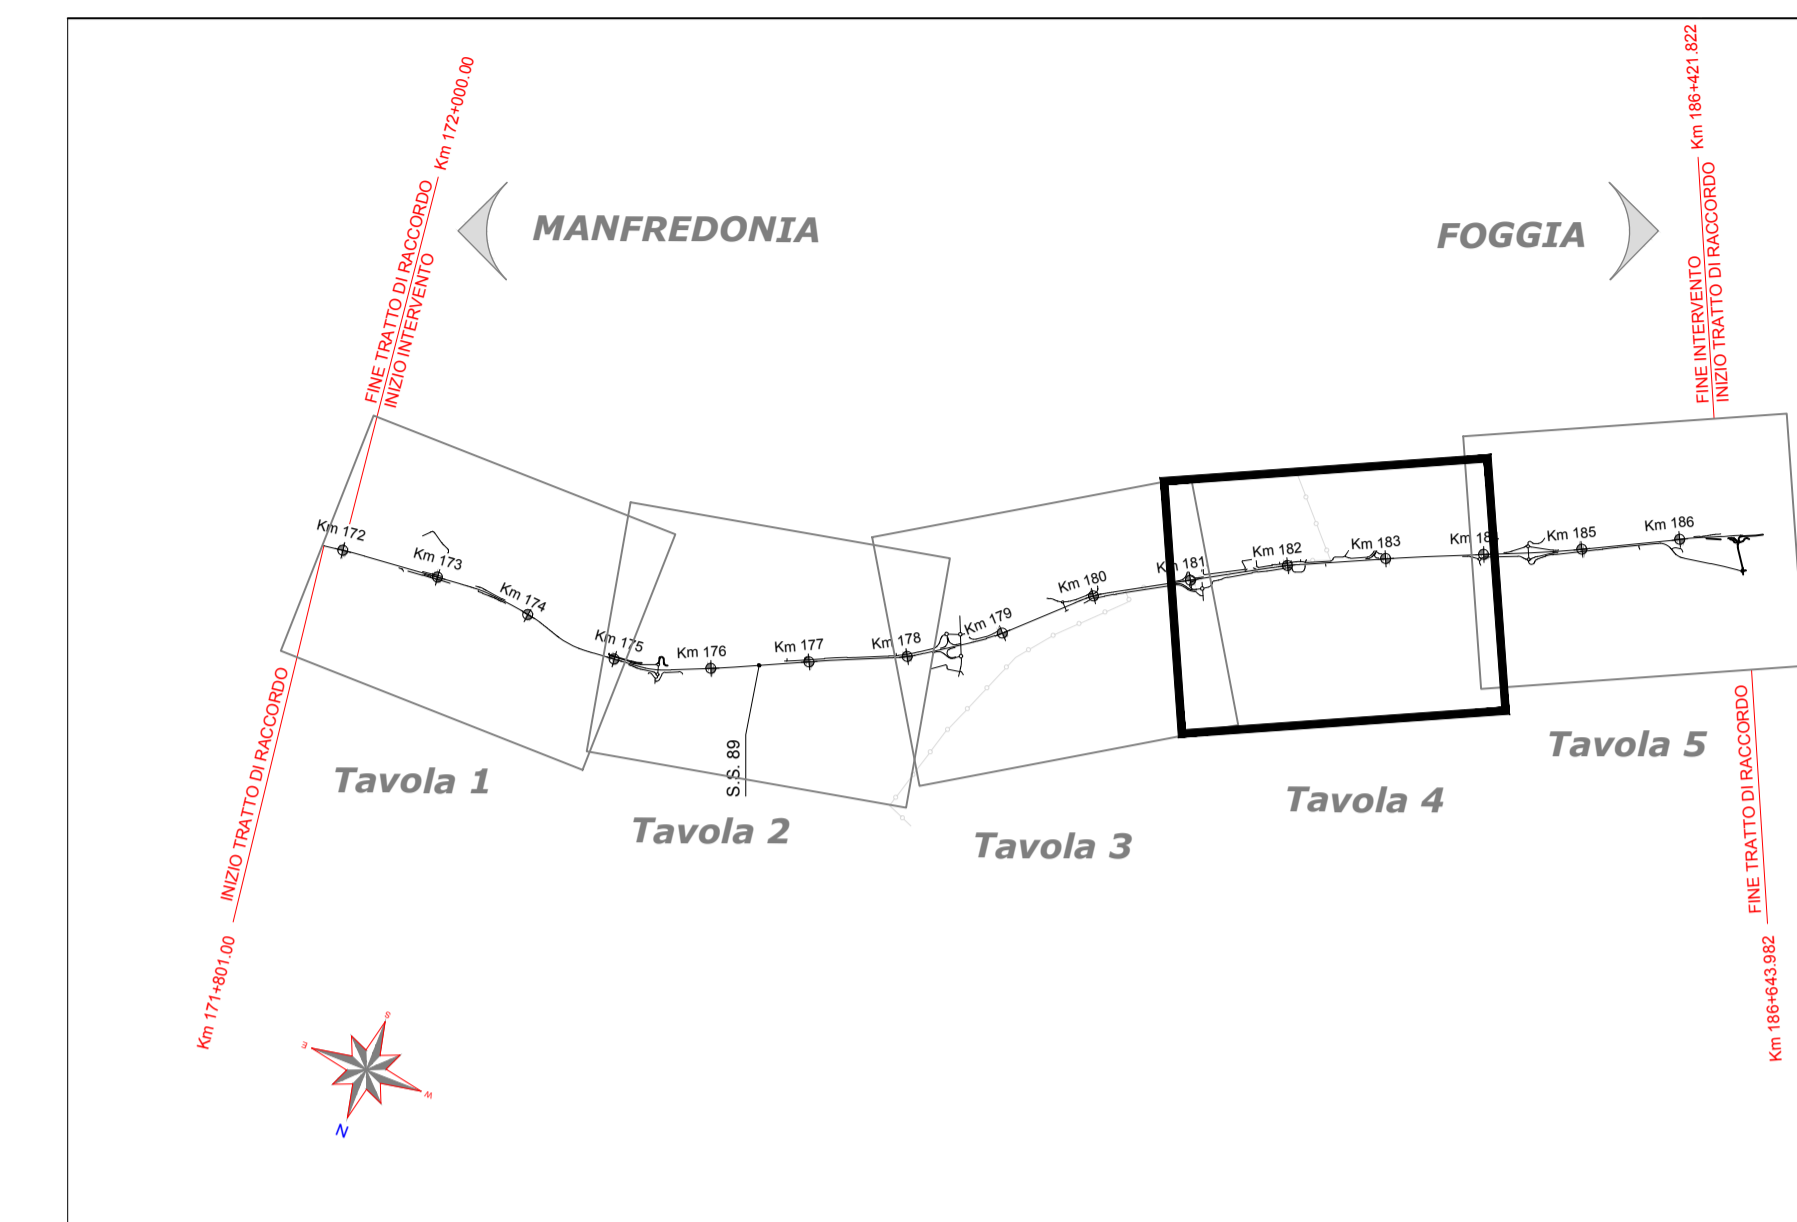 Km 172+000.00
FINE TRATTO DI RACCORDO
INIZIO INTERVENTO
MANFREDONIA
FOGGIA
Km 186+421.822
FINE INTERVENTO
INIZIO TRATTO DI RACCORDO
Km 172
Km 173
Km 174
Km 175
Km 176
Km 177
Km 178
Km 179
Km 180
Km 181
Km 182
Km 183
Km 184
Km 185
Km 186
S.S. 89
Tavola 1
Tavola 2
Tavola 3
Tavola 4
Tavola 5
INIZIO TRATTO DI RACCORDO
Km 171+801.00
FINE TRATTO DI RACCORDO
Km 186+643.982
S
E
W
N